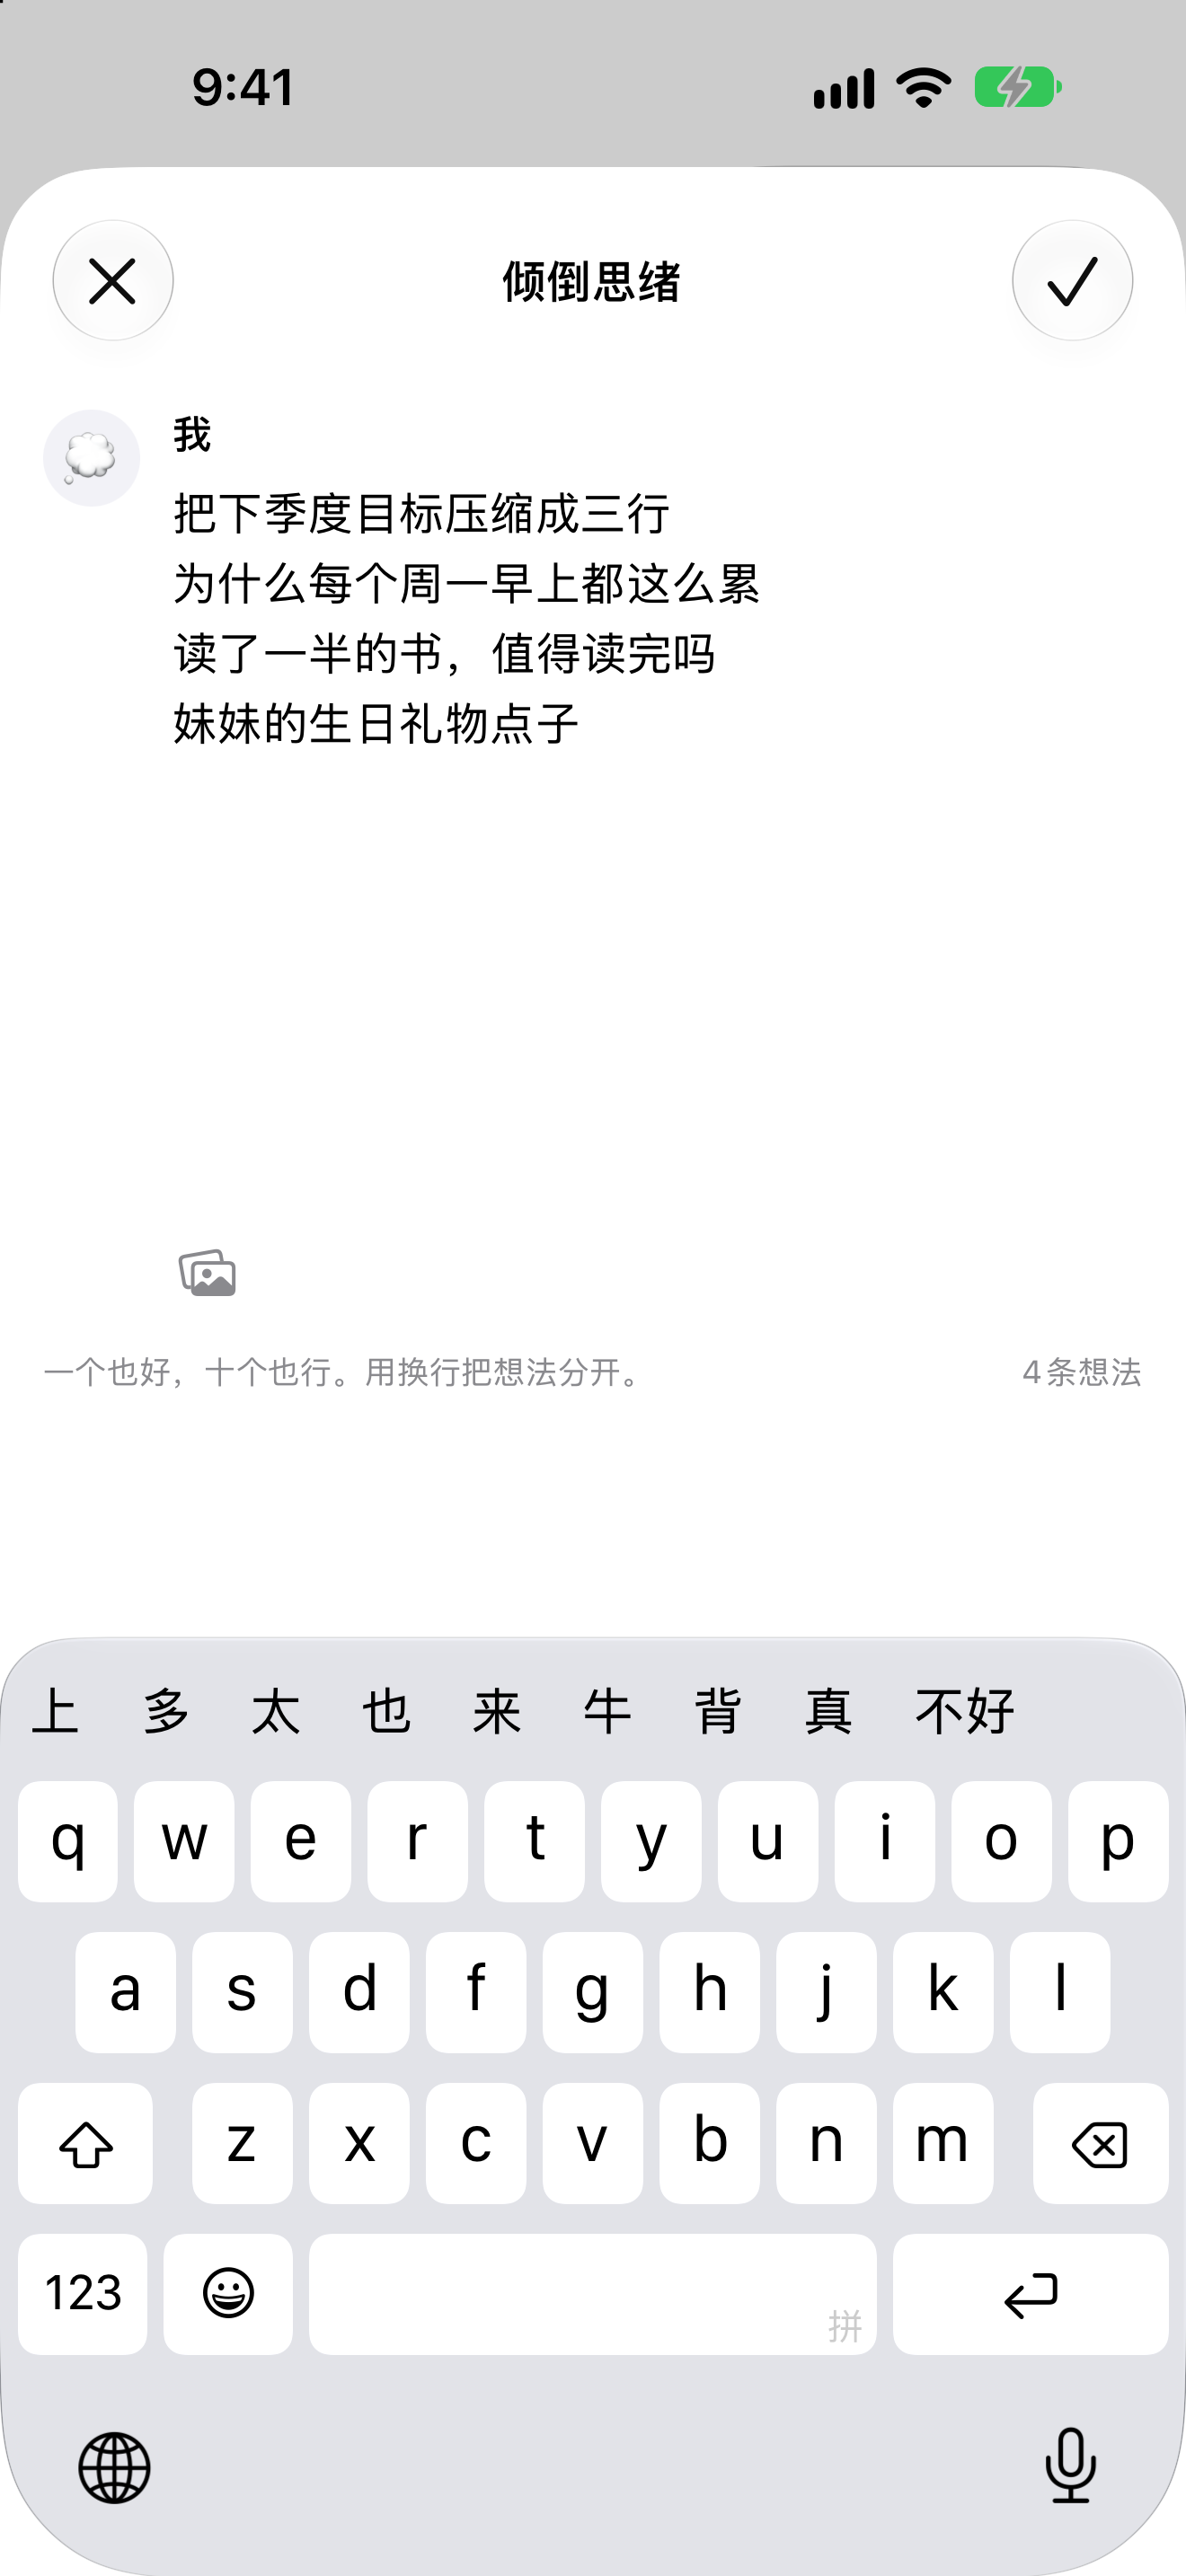 9:41
倾倒思绪
我
把下季度目标压缩成三行
为什么每个周一早上都这么累
读了一半的书，值得读完吗
妹妹的生日礼物点子
一个也好，十个也行。用换行把想法分开。
4 条想法
上 多 太 也 来 牛 背 真 不好
q w e r t y u i o p
a s d f g h j k l
z x c v b n m
123
拼